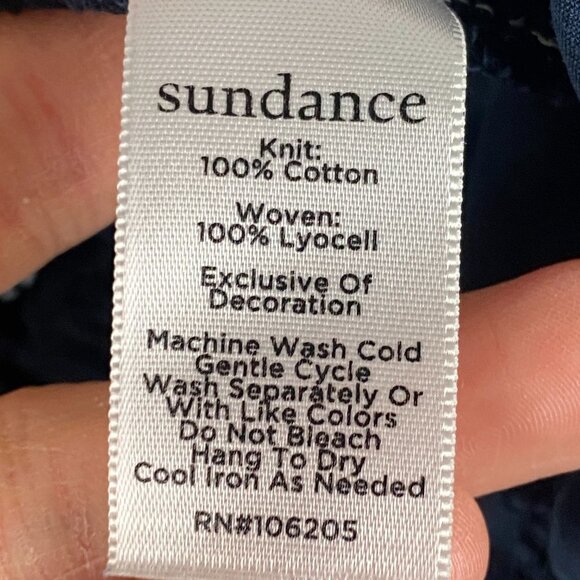 sundance
Knit:
100% Cotton
Woven:
100% Lyocell
Exclusive Of
Decoration
Machine Wash Cold
Gentle Cycle
Wash Separately Or
With Like Colors
Do Not Bleach
Hang To Dry
Cool Iron As Needed
RN#106205